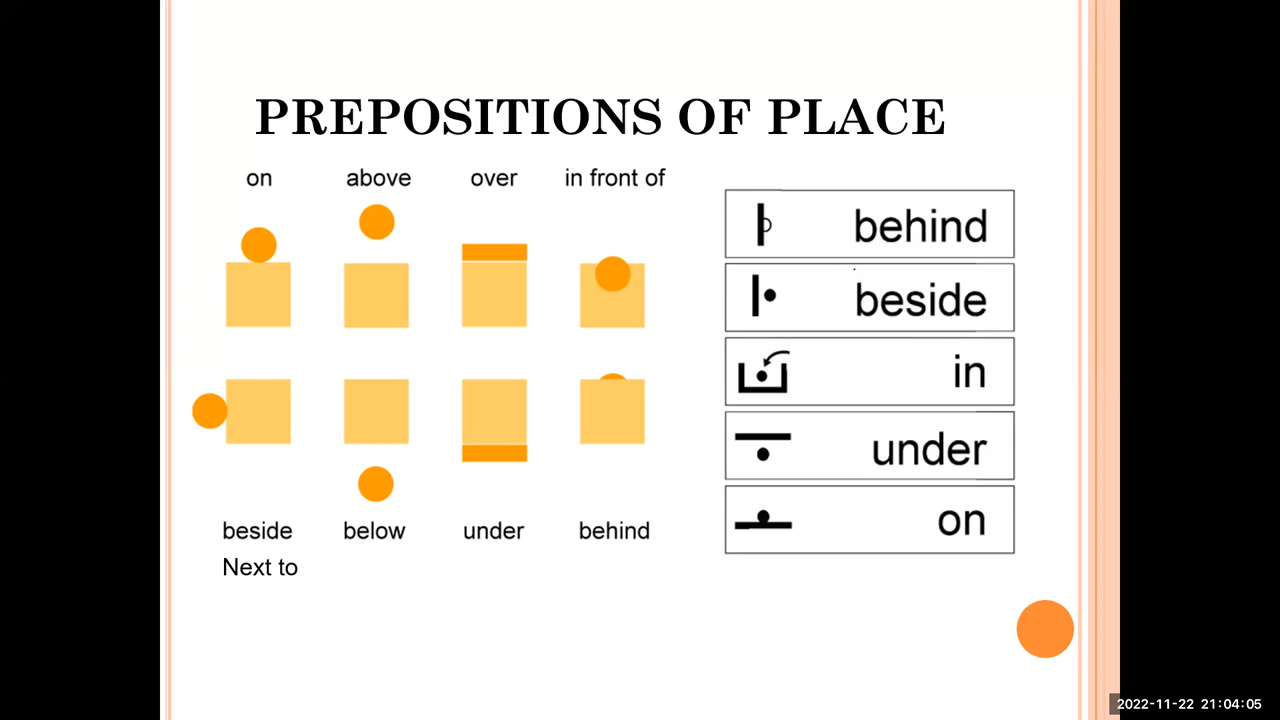 PREPOSITIONS OF PLACE
on above over in front of
beside below under behind
Next to
behind
beside
in
under
on
2022-11-22 21:04:05